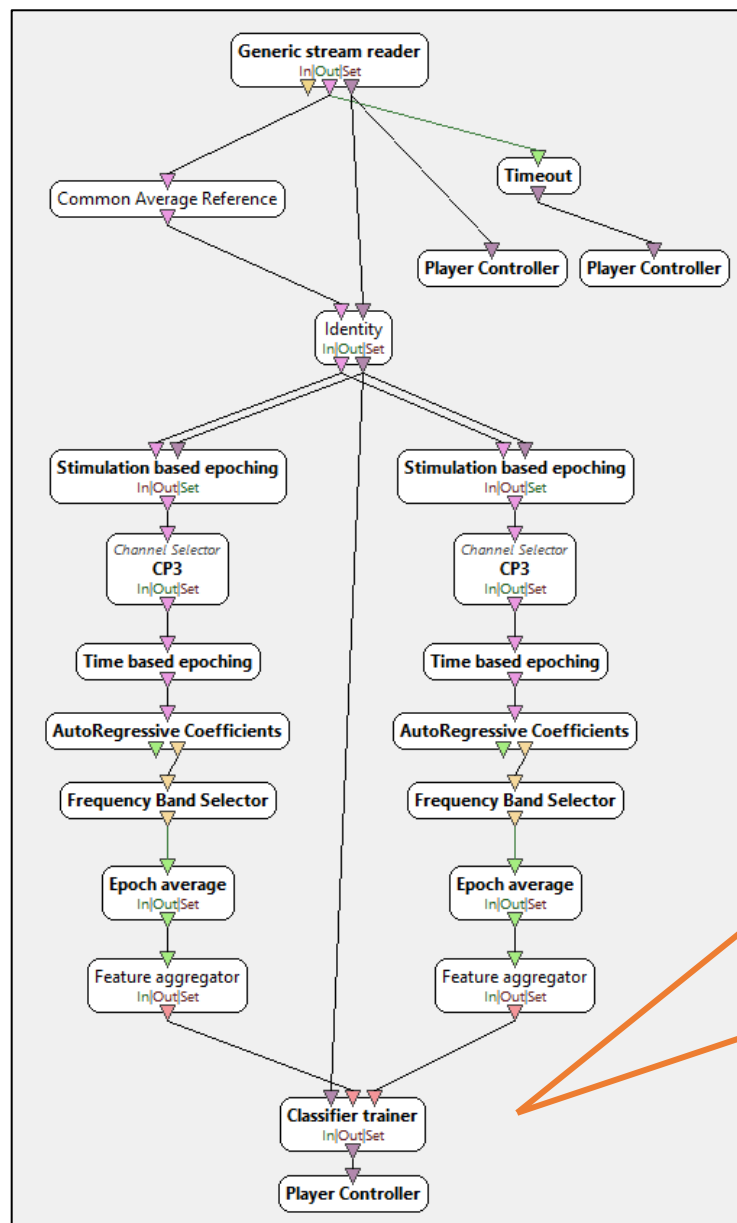 Generic stream reader
In|Out|Set
Common Average Reference
Timeout
Player Controller
Player Controller
Identity
In|Out|Set
Stimulation based epoching
In|Out|Set
Stimulation based epoching
In|Out|Set
Channel Selector
CP3
In|Out|Set
Channel Selector
CP3
In|Out|Set
Time based epoching
Time based epoching
AutoRegressive Coefficients
AutoRegressive Coefficients
Frequency Band Selector
Frequency Band Selector
Epoch average
In|Out|Set
Epoch average
In|Out|Set
Feature aggregator
In|Out|Set
Feature aggregator
In|Out|Set
Classifier trainer
In|Out|Set
Player Controller